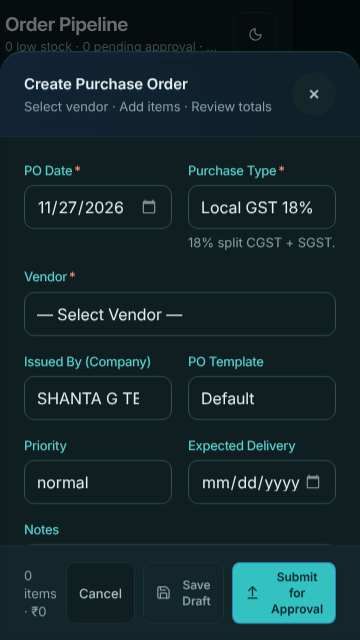 Order Pipeline
0 low stock · 0 pending approval · ...
Create Purchase Order
Select vendor · Add items · Review totals
PO Date *
Purchase Type *
11/27/2026
Local GST 18%
18% split CGST + SGST.
Vendor *
— Select Vendor —
Issued By (Company)
PO Template
SHANTA G TE
Default
Priority
Expected Delivery
normal
mm/dd/yyyy
Notes
0
items
· ₹0
Cancel
Save
Draft
Submit
for
Approval